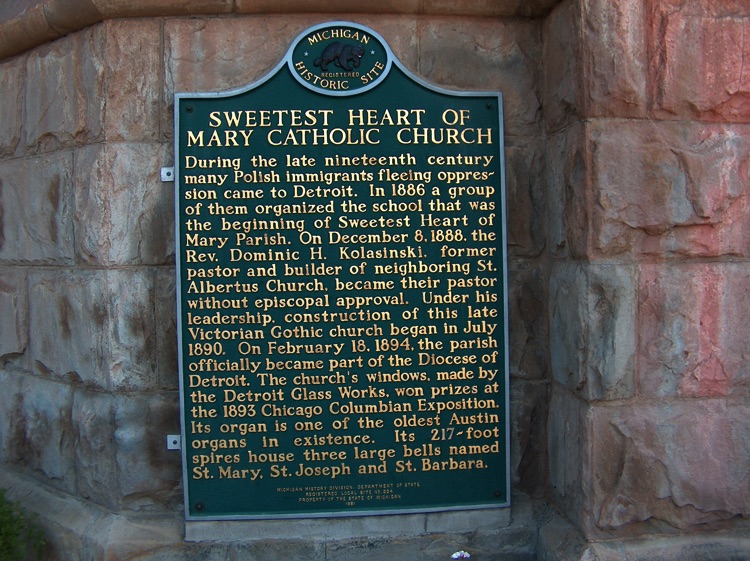 MICHIGAN
REGISTERED
HISTORIC SITE
SWEETEST HEART OF
MARY CATHOLIC CHURCH
During the late nineteenth century
many Polish immigrants fleeing oppres-
sion came to Detroit. In 1886 a group
of them organized the school that was
the beginning of Sweetest Heart of
Mary Parish. On December 8, 1888, the
Rev. Dominic H. Kolasinski, former
pastor and builder of neighboring St.
Albertus Church, became their pastor
without episcopal approval. Under his
leadership, construction of this late
Victorian Gothic church began in July
1890. On February 18, 1894, the parish
officially became part of the Diocese of
Detroit. The church's windows, made by
the Detroit Glass Works, won prizes at
the 1893 Chicago Columbian Exposition.
Its organ is one of the oldest Austin
organs in existence. Its 217-foot
spires house three large bells named
St. Mary, St. Joseph and St. Barbara.
MICHIGAN HISTORY DIVISION, DEPARTMENT OF STATE
REGISTERED LOCAL SITE NO.
PROPERTY OF THE STATE OF MICHIGAN
1981